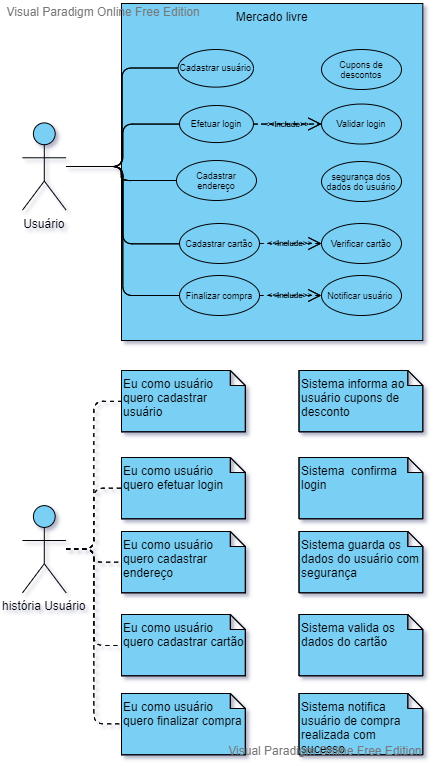 Visual Paradigm Online Free Edition
Mercado livre
Cadastrar usuário
Cupons de
descontos
Efetuar login
<<Include>>
Validar login
Cadastrar
endereço
segurança dos
dados do usuário
Usuário
Cadastrar cartão
<<Include>>
Verificar cartão
Finalizar compra
<<Include>>
Notificar usuário
Eu como usuário
quero cadastrar
usuário
Sistema informa ao
usuário cupons de
desconto
Eu como usuário
quero efetuar login
Sistema confirma
login
Eu como usuário
quero cadastrar
endereço
Sistema guarda os
dados do usuário com
segurança
história Usuário
Eu como usuário
quero cadastrar cartão
Sistema valida os
dados do cartão
Eu como usuário
quero finalizar compra
Sistema notifica
usuário de compra
realizada com
sucesso
Visual Paradigm Online Free Edition